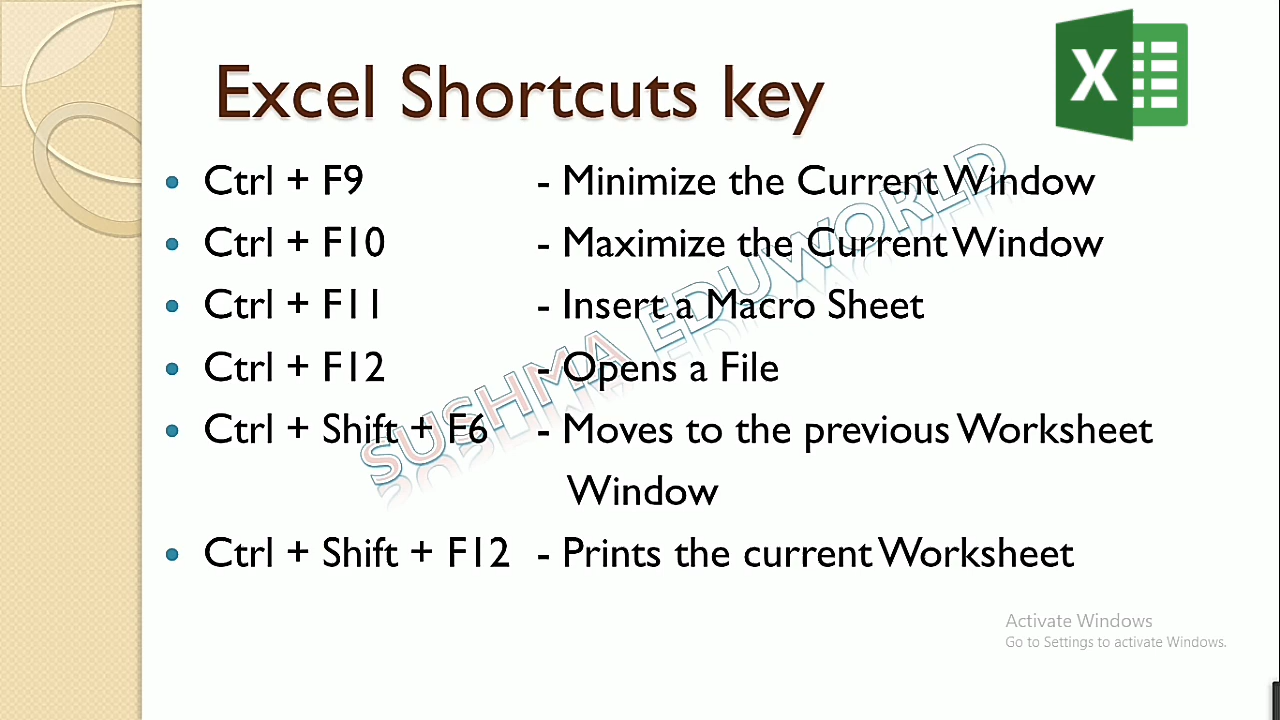 Excel Shortcuts key
X
• Ctrl + F9 - Minimize the Current Window
• Ctrl + F10 - Maximize the Current Window
• Ctrl + F11 - Insert a Macro Sheet
• Ctrl + F12 - Opens a File
• Ctrl + Shift + F6 - Moves to the previous Worksheet
Window
• Ctrl + Shift + F12 - Prints the current Worksheet
SUSHMA EDUWORLD
Activate Windows
Go to Settings to activate Windows.